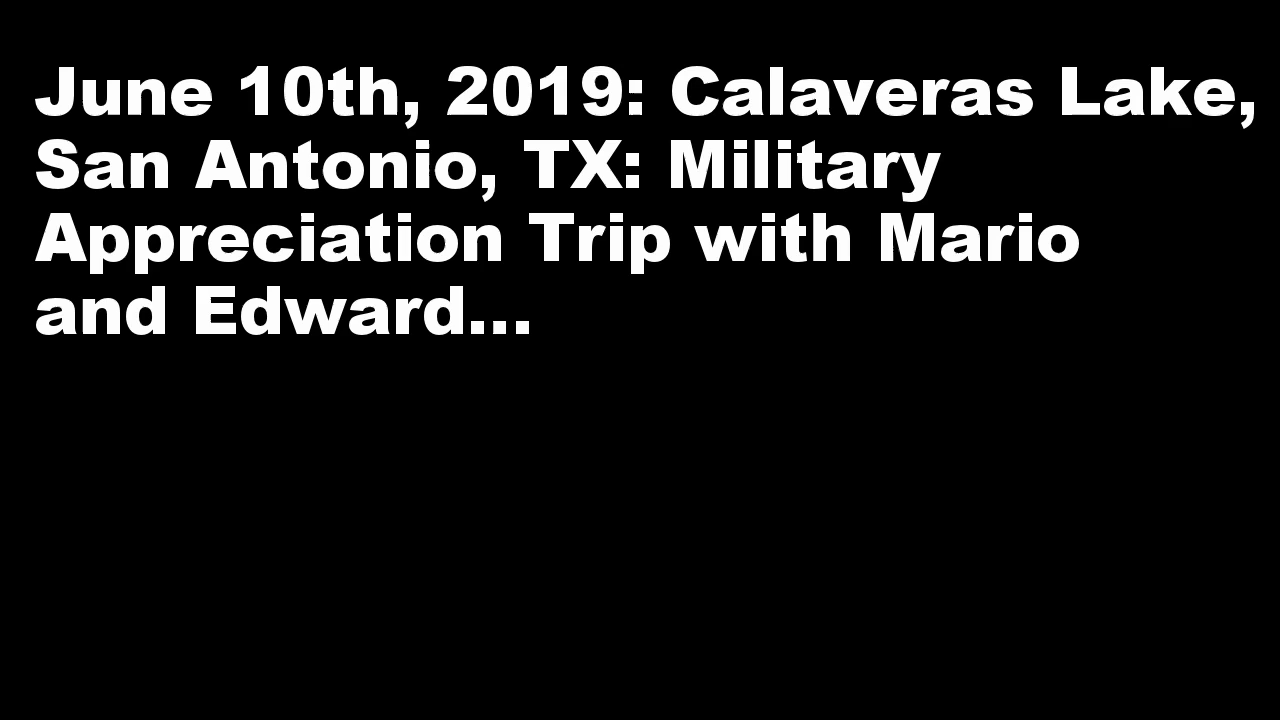 June 10th, 2019: Calaveras Lake,
San Antonio, TX: Military
Appreciation Trip with Mario
and Edward...